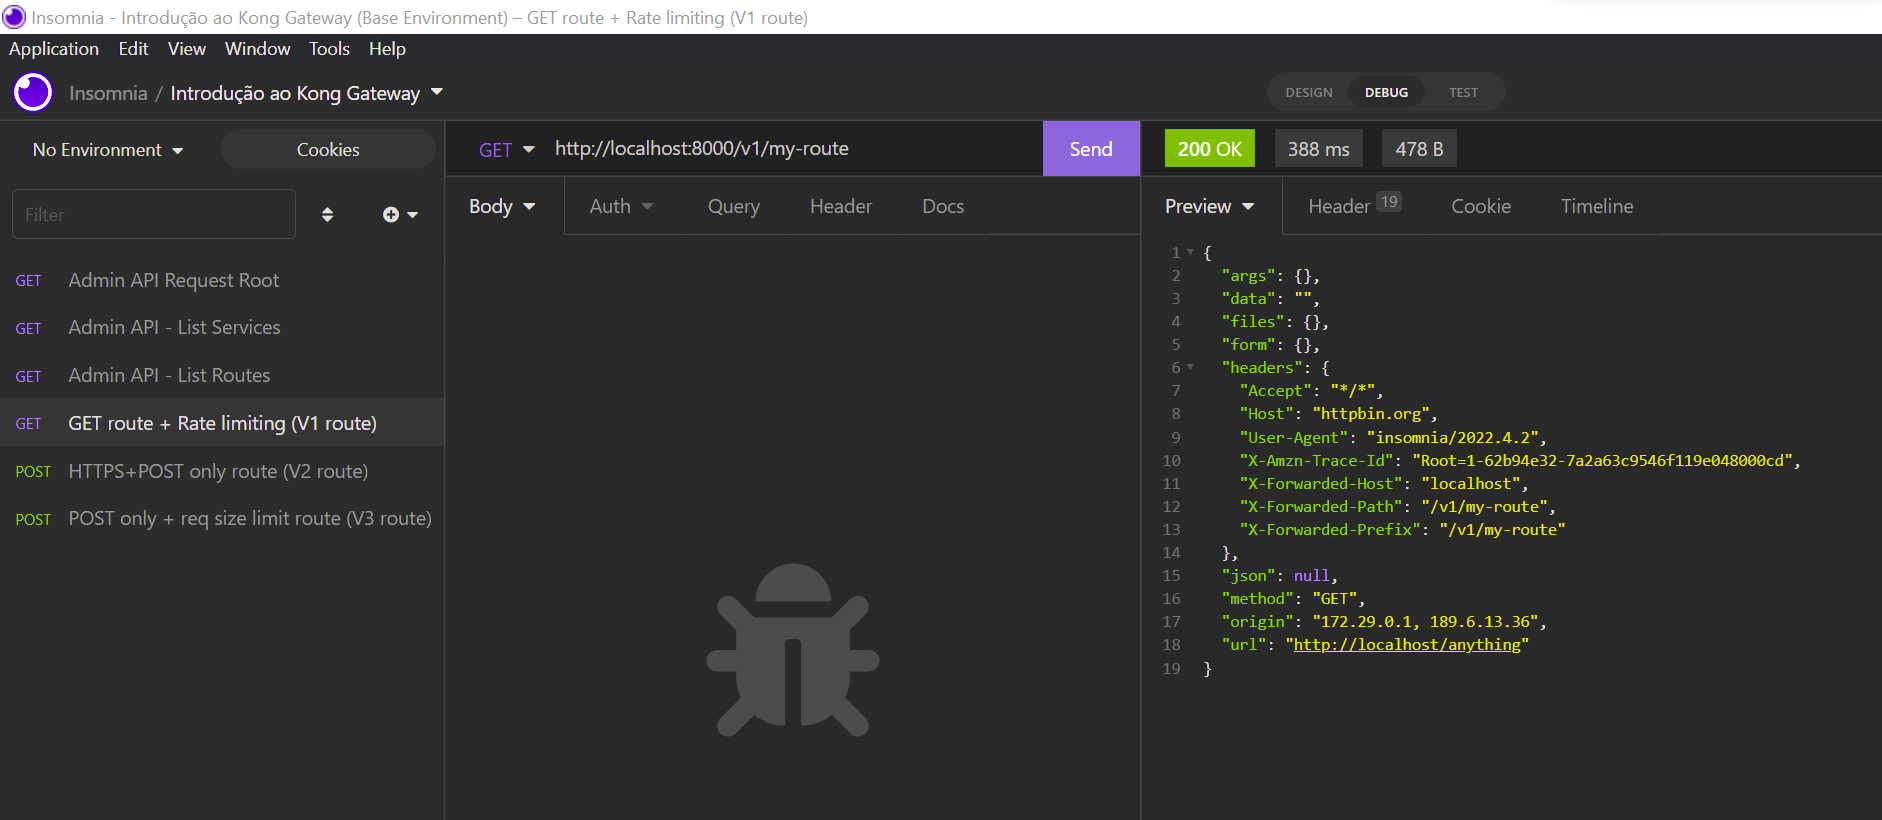 Insomnia - Introdução ao Kong Gateway (Base Environment) – GET route + Rate limiting (V1 route)
Application Edit View Window Tools Help
Insomnia / Introdução ao Kong Gateway
DESIGN DEBUG TEST
No Environment Cookies
Filter
GET Admin API Request Root
GET Admin API - List Services
GET Admin API - List Routes
GET GET route + Rate limiting (V1 route)
POST HTTPS+POST only route (V2 route)
POST POST only + req size limit route (V3 route)
GET http://localhost:8000/v1/my-route Send
Body Auth Query Header Docs
200 OK 388 ms 478 B
Preview Header 19 Cookie Timeline
1 {
2 "args": {},
3 "data": "",
4 "files": {},
5 "form": {},
6 "headers": {
7 "Accept": "*/*",
8 "Host": "httpbin.org",
9 "User-Agent": "insomnia/2022.4.2",
10 "X-Amzn-Trace-Id": "Root=1-62b94e32-7a2a63c9546f119e048000cd",
11 "X-Forwarded-Host": "localhost",
12 "X-Forwarded-Path": "/v1/my-route",
13 "X-Forwarded-Prefix": "/v1/my-route"
14 },
15 "json": null,
16 "method": "GET",
17 "origin": "172.29.0.1, 189.6.13.36",
18 "url": "http://localhost/anything"
19 }